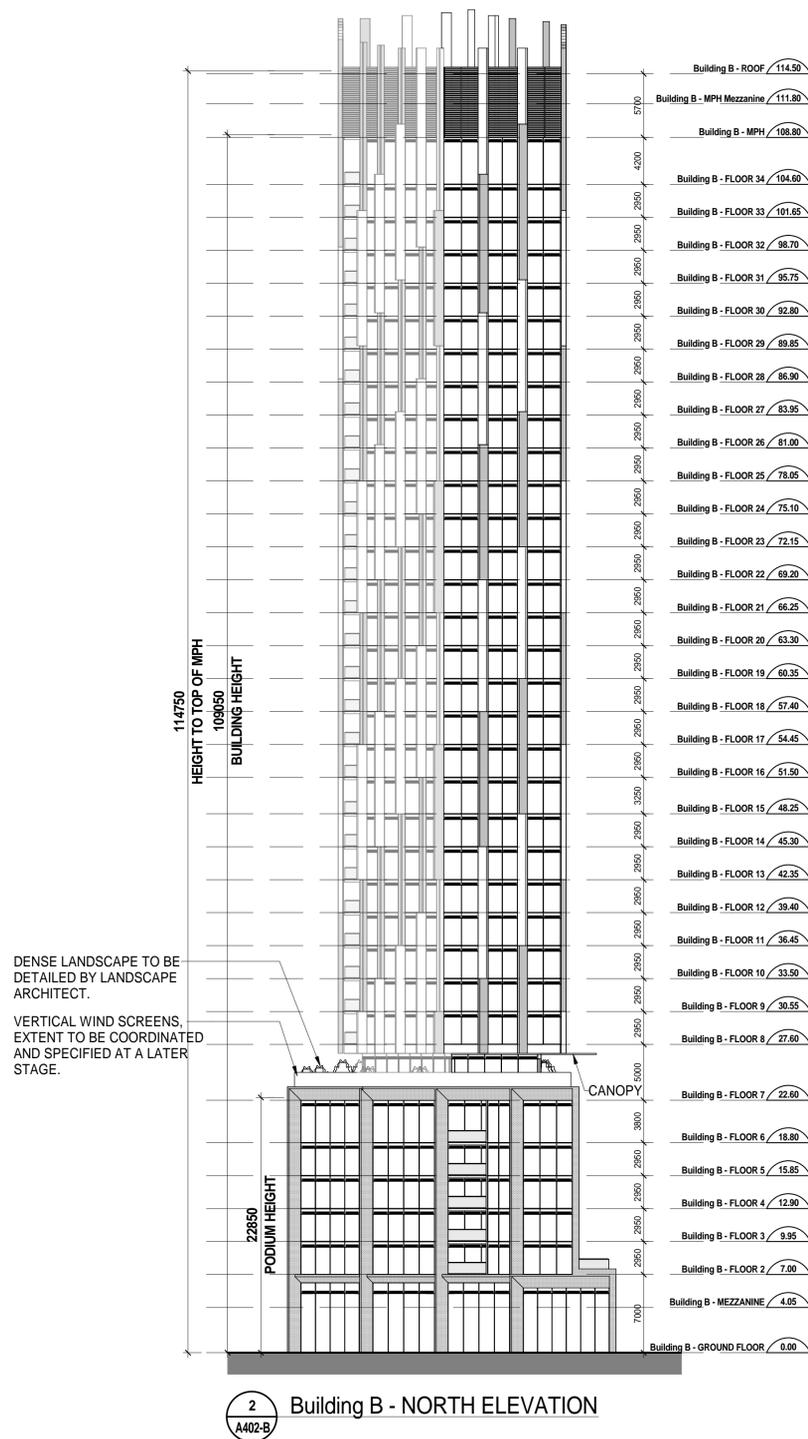 Building B - ROOF 114.50
5700
Building B - MPH Mezzanine 111.80
Building B - MPH 108.80
4200
Building B - FLOOR 34 104.60
2950
Building B - FLOOR 33 101.65
2950
Building B - FLOOR 32 98.70
2950
Building B - FLOOR 31 95.75
2950
Building B - FLOOR 30 92.80
2950
Building B - FLOOR 29 89.85
2950
Building B - FLOOR 28 86.90
2950
Building B - FLOOR 27 83.95
2950
Building B - FLOOR 26 81.00
2950
Building B - FLOOR 25 78.05
2950
Building B - FLOOR 24 75.10
2950
Building B - FLOOR 23 72.15
2950
Building B - FLOOR 22 69.20
2950
Building B - FLOOR 21 66.25
2950
Building B - FLOOR 20 63.30
2950
Building B - FLOOR 19 60.35
2950
Building B - FLOOR 18 57.40
2950
Building B - FLOOR 17 54.45
2950
Building B - FLOOR 16 51.50
3250
Building B - FLOOR 15 48.25
2950
Building B - FLOOR 14 45.30
2950
Building B - FLOOR 13 42.35
2950
Building B - FLOOR 12 39.40
2950
Building B - FLOOR 11 36.45
2950
Building B - FLOOR 10 33.50
2950
Building B - FLOOR 9 30.55
2950
Building B - FLOOR 8 27.60
5000
Building B - FLOOR 7 22.60
3800
Building B - FLOOR 6 18.80
2950
Building B - FLOOR 5 15.85
2950
Building B - FLOOR 4 12.90
2950
Building B - FLOOR 3 9.95
2950
Building B - FLOOR 2 7.00
7000
Building B - MEZZANINE 4.05
Building B - GROUND FLOOR 0.00
114750
HEIGHT TO TOP OF MPH
109050
BUILDING HEIGHT
DENSE LANDSCAPE TO BE
DETAILED BY LANDSCAPE
ARCHITECT.
VERTICAL WIND SCREENS,
EXTENT TO BE COORDINATED
AND SPECIFIED AT A LATER
STAGE.
CANOPY
22850
PODIUM HEIGHT
2
A402-B
Building B - NORTH ELEVATION